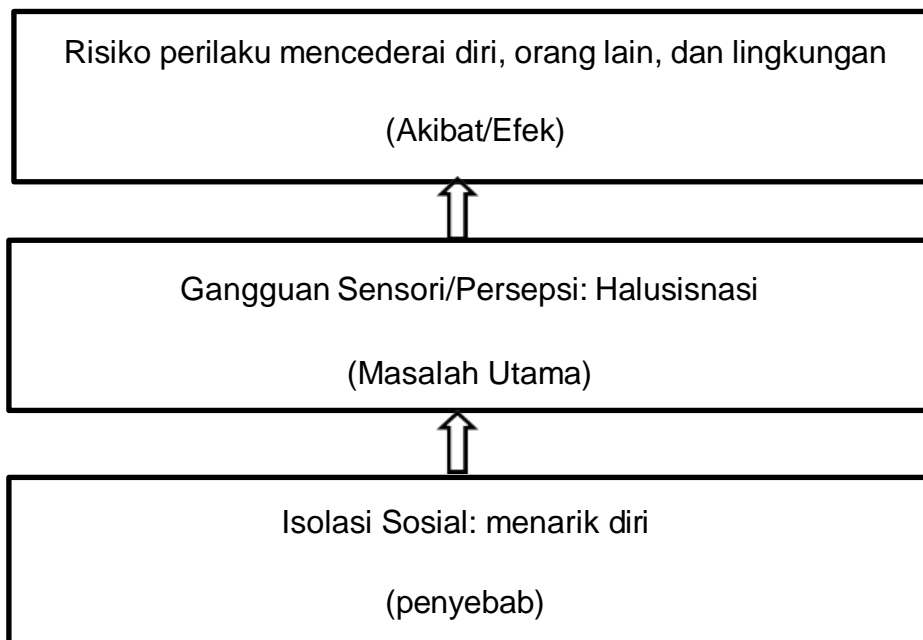 Risiko perilaku mencederai diri, orang lain, dan lingkungan
(Akibat/Efek)
Gangguan Sensori/Persepsi: Halusisnasi
(Masalah Utama)
Isolasi Sosial: menarik diri
(penyebab)